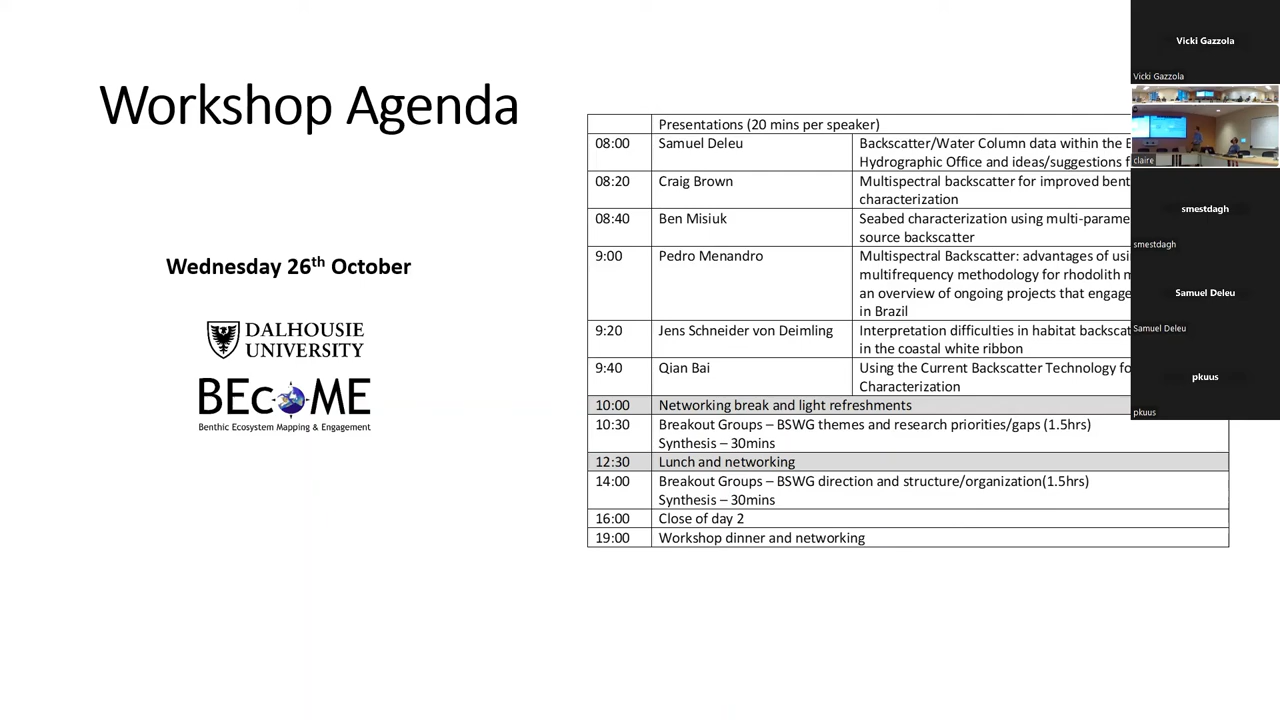 Workshop Agenda
Wednesday 26th October
DALHOUSIE
UNIVERSITY
BEcOME
Benthic Ecosystem Mapping & Engagement
Presentations (20 mins per speaker)
08:00 Samuel Deleu Backscatter/Water Column data within the
Hydrographic Office and ideas/suggestions
08:20 Craig Brown Multispectral backscatter for improved
characterization
08:40 Ben Misiuk Seabed characterization using
source backscatter
9:00 Pedro Menandro Multispectral Backscatter: advantages of
multifrequency methodology for rhodolith
an overview of ongoing projects that
in Brazil
9:20 Jens Schneider von Deimling Interpretation difficulties in habitat
in the coastal white ribbon
9:40 Qian Bai Using the Current Backscatter Technology
Characterization
10:00 Networking break and light refreshments
10:30 Breakout Groups – BSWG themes and research priorities/gaps (1.5hrs)
Synthesis – 30mins
12:30 Lunch and networking
14:00 Breakout Groups – BSWG direction and structure/organization(1.5hrs)
Synthesis – 30mins
16:00 Close of day 2
19:00 Workshop dinner and networking
Vicki Gazzola
Vicki Gazzola
claire
smestdagh
smestdagh
Samuel Deleu
Samuel Deleu
pkuus
pkuus